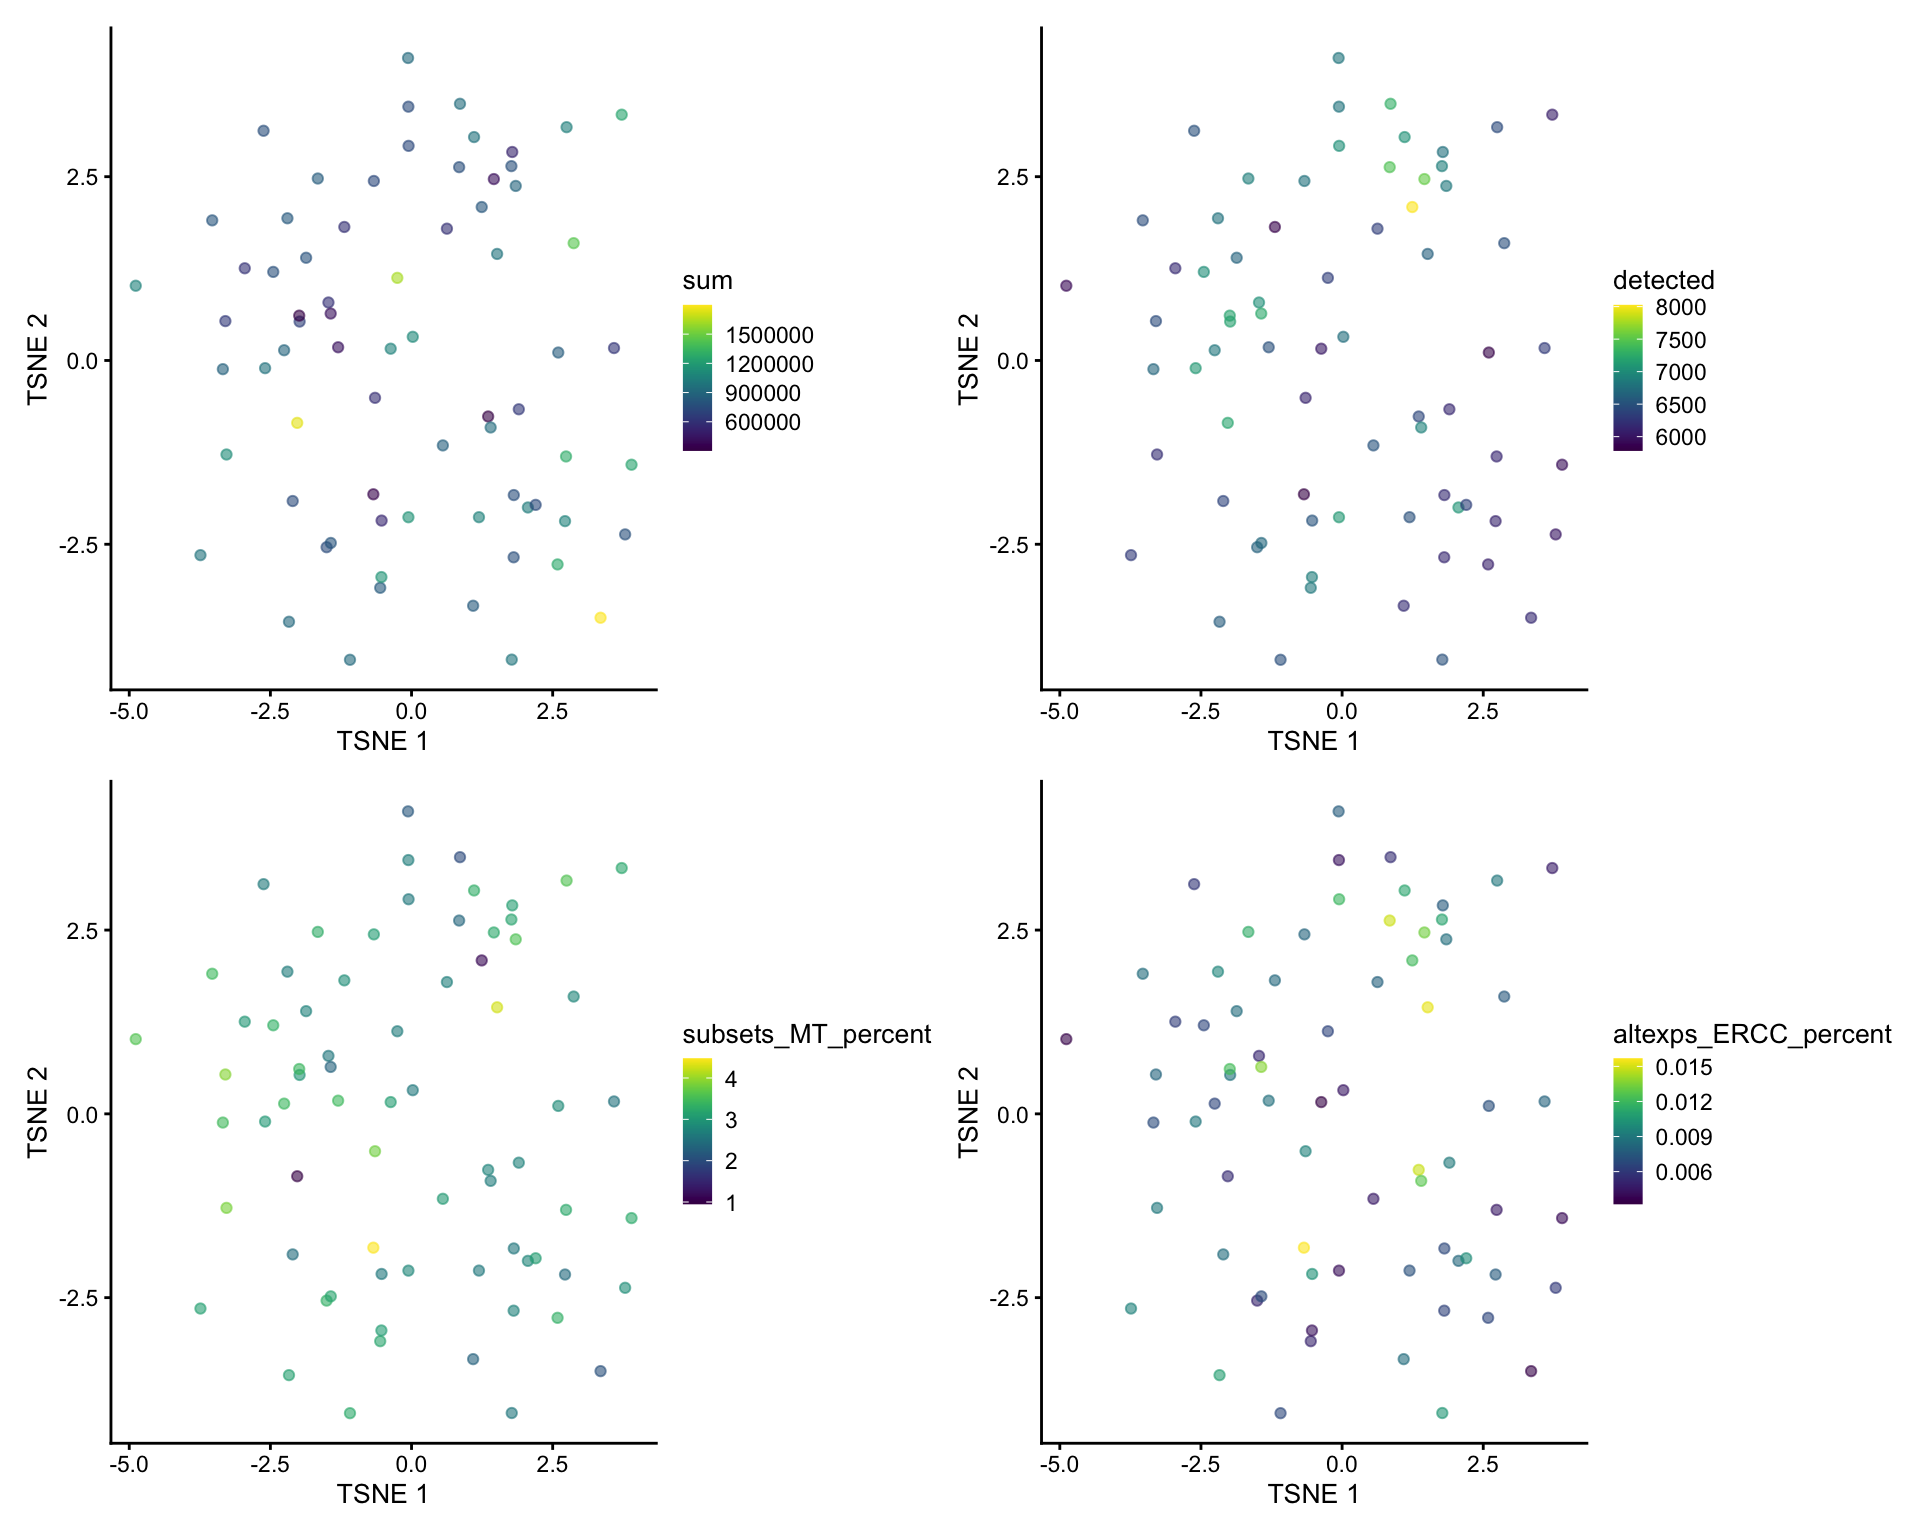 2.5
0.0
-2.5
TSNE 2
-5.0 -2.5 0.0 2.5
TSNE 1
sum
1500000
1200000
900000
600000
2.5
0.0
-2.5
TSNE 2
-5.0 -2.5 0.0 2.5
TSNE 1
detected
8000
7500
7000
6500
6000
2.5
0.0
-2.5
TSNE 2
-5.0 -2.5 0.0 2.5
TSNE 1
subsets_MT_percent
4
3
2
1
2.5
0.0
-2.5
TSNE 2
-5.0 -2.5 0.0 2.5
TSNE 1
altexps_ERCC_percent
0.015
0.012
0.009
0.006